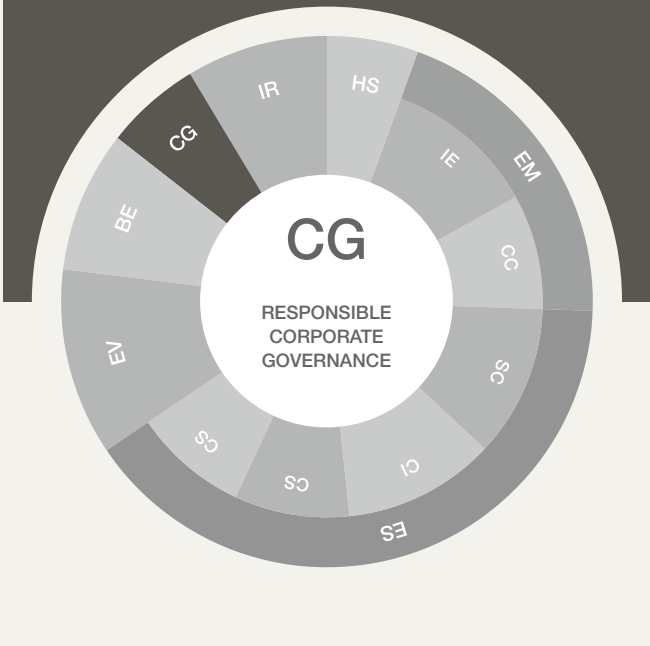 HS
EM
IE
CC
SC
CI
ES
CS
CS
EV
BE
CG
IR
CG
RESPONSIBLE
CORPORATE
GOVERNANCE